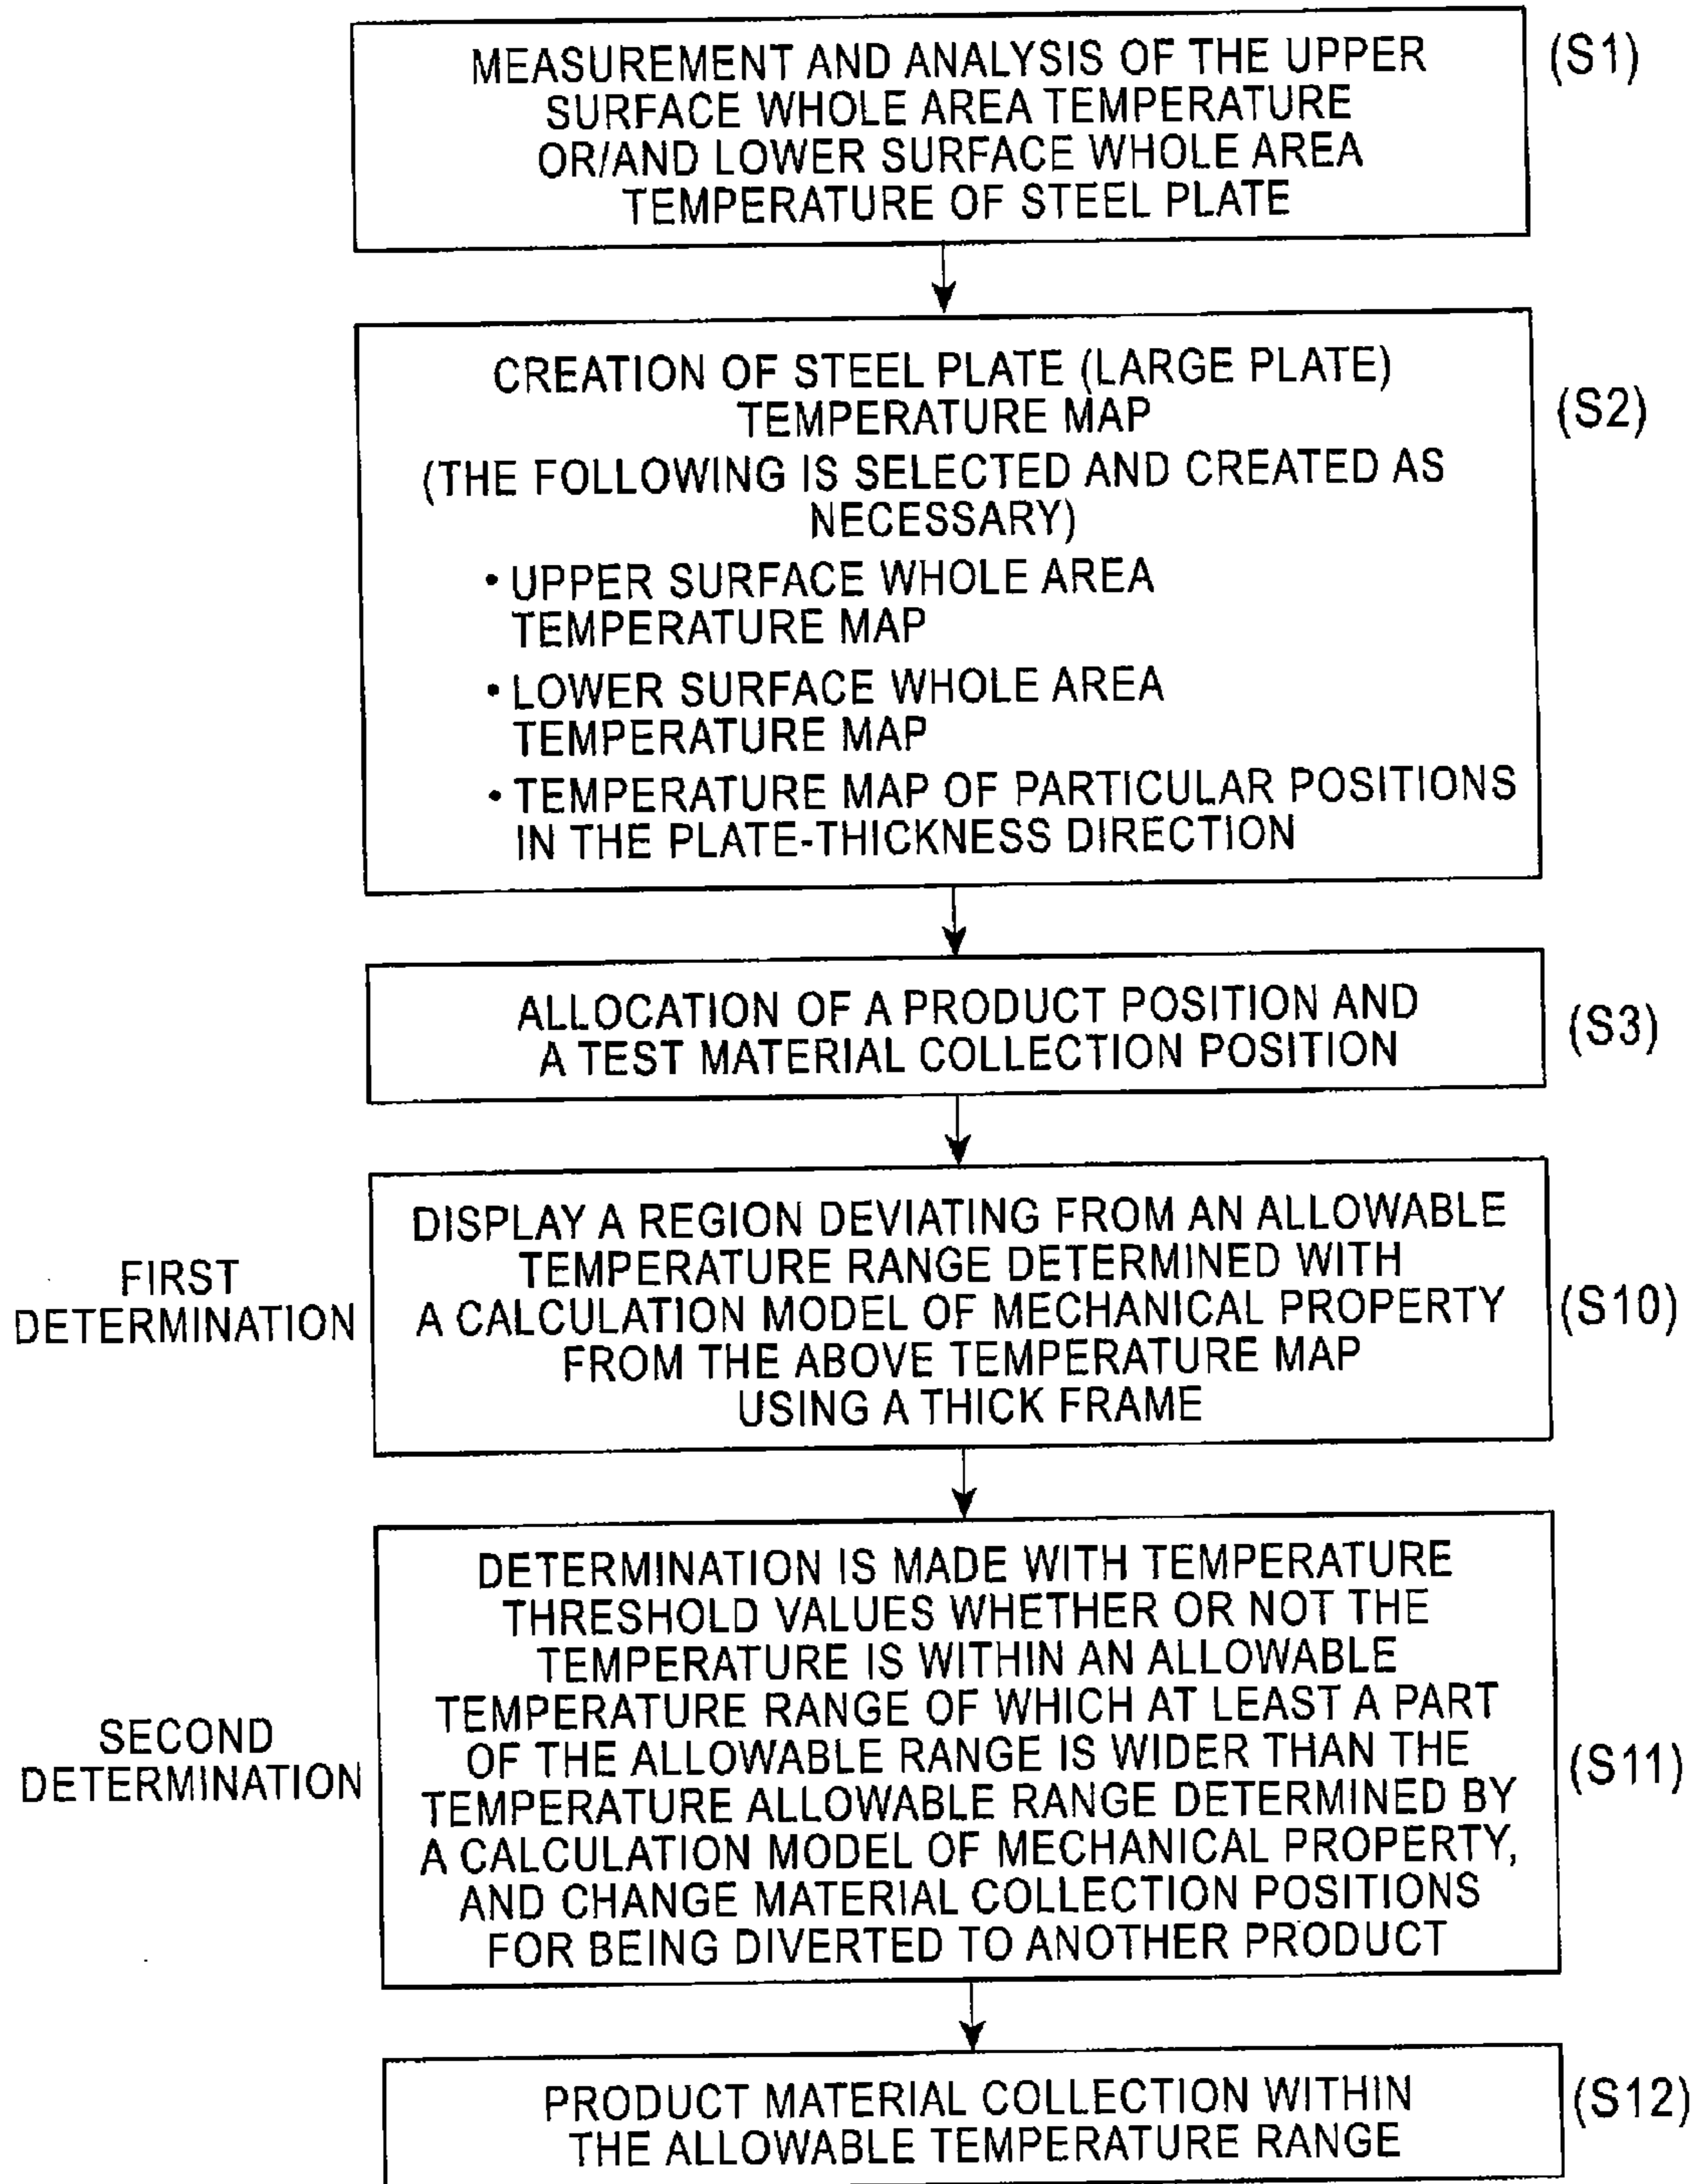 MEASUREMENT AND ANALYSIS OF THE UPPER
SURFACE WHOLE AREA TEMPERATURE
OR/AND LOWER SURFACE WHOLE AREA
TEMPERATURE OF STEEL PLATE
(S1)
CREATION OF STEEL PLATE (LARGE PLATE)
TEMPERATURE MAP
(THE FOLLOWING IS SELECTED AND CREATED AS
NECESSARY)
• UPPER SURFACE WHOLE AREA
TEMPERATURE MAP
• LOWER SURFACE WHOLE AREA
TEMPERATURE MAP
• TEMPERATURE MAP OF PARTICULAR POSITIONS
IN THE PLATE-THICKNESS DIRECTION
(S2)
ALLOCATION OF A PRODUCT POSITION AND
A TEST MATERIAL COLLECTION POSITION
(S3)
FIRST
DETERMINATION
DISPLAY A REGION DEVIATING FROM AN ALLOWABLE
TEMPERATURE RANGE DETERMINED WITH
A CALCULATION MODEL OF MECHANICAL PROPERTY
FROM THE ABOVE TEMPERATURE MAP
USING A THICK FRAME
(S10)
SECOND
DETERMINATION
DETERMINATION IS MADE WITH TEMPERATURE
THRESHOLD VALUES WHETHER OR NOT THE
TEMPERATURE IS WITHIN AN ALLOWABLE
TEMPERATURE RANGE OF WHICH AT LEAST A PART
OF THE ALLOWABLE RANGE IS WIDER THAN THE
TEMPERATURE ALLOWABLE RANGE DETERMINED BY
A CALCULATION MODEL OF MECHANICAL PROPERTY,
AND CHANGE MATERIAL COLLECTION POSITIONS
FOR BEING DIVERTED TO ANOTHER PRODUCT
(S11)
PRODUCT MATERIAL COLLECTION WITHIN
THE ALLOWABLE TEMPERATURE RANGE
(S12)